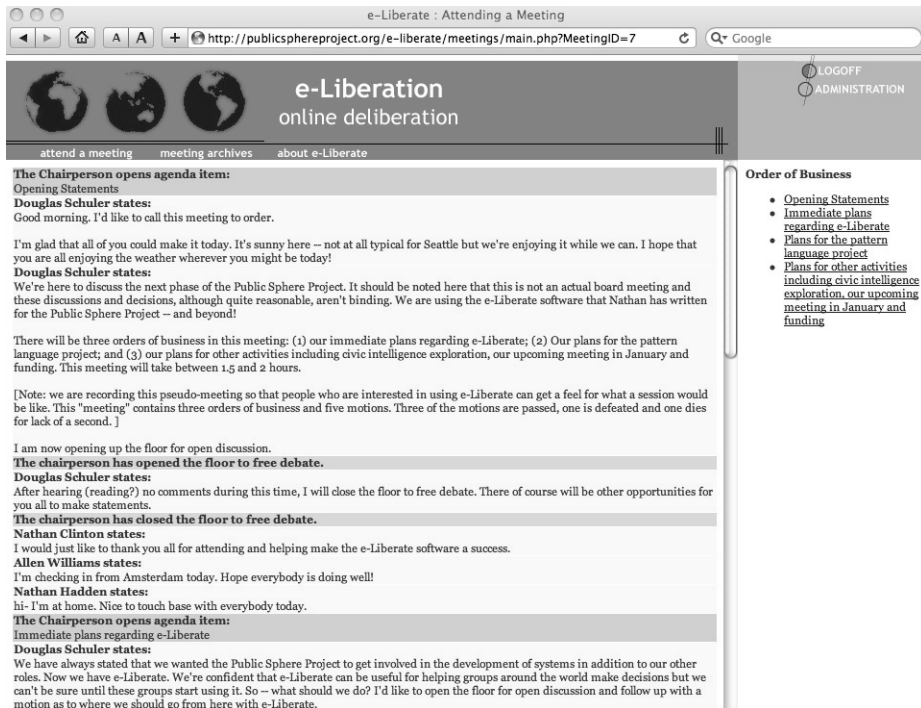 e-Liberate : Attending a Meeting
A A + http://publicsphereproject.org/e-liberate/meetings/main.php?MeetingID=7 Google
LOGOFF
ADMINISTRATION
e-Liberation
online deliberation
attend a meeting meeting archives about e-Liberate
The Chairperson opens agenda item:
Opening Statements
Douglas Schuler states:
Good morning. I'd like to call this meeting to order.
I'm glad that all of you could make it today. It's sunny here -- not at all typical for Seattle but we're enjoying it while we can. I hope that
you are all enjoying the weather wherever you might be today!
Douglas Schuler states:
We're here to discuss the next phase of the Public Sphere Project. It should be noted here that this is not an actual board meeting and
these discussions and decisions, although quite reasonable, aren't binding. We are using the e-Liberate software that Nathan has written
for the Public Sphere Project -- and beyond!
There will be three orders of business in this meeting: (1) our immediate plans regarding e-Liberate; (2) Our plans for the pattern
language project; and (3) our plans for other activities including civic intelligence exploration, our upcoming meeting in January and
funding. This meeting will take between 1.5 and 2 hours.
[Note: we are recording this pseudo-meeting so that people who are interested in using e-Liberate can get a feel for what a session would
be like. This "meeting" contains three orders of business and five motions. Three of the motions are passed, one is defeated and one dies
for lack of a second. ]
I am now opening up the floor for open discussion.
The chairperson has opened the floor to free debate.
Douglas Schuler states:
After hearing (reading?) no comments during this time, I will close the floor to free debate. There of course will be other opportunities for
you all to make statements.
The chairperson has closed the floor to free debate.
Nathan Clinton states:
I would just like to thank you all for attending and helping make the e-Liberate software a success.
Allen Williams states:
I'm checking in from Amsterdam today. Hope everybody is doing well!
Nathan Hadden states:
hi- I'm at home. Nice to touch base with everybody today.
The Chairperson opens agenda item:
Immediate plans regarding e-Liberate
Douglas Schuler states:
We have always stated that we wanted the Public Sphere Project to get involved in the development of systems in addition to our other
roles. Now we have e-Liberate. We're confident that e-Liberate can be useful for helping groups around the world make decisions but we
can't be sure until these groups start using it. So -- what should we do? I'd like to open the floor for open discussion and follow up with a
motion as to where we should go from here with e-Liberate.
Order of Business
Opening Statements
Immediate plans
regarding e-Liberate
Plans for the pattern
language project
Plans for other activities
including civic intelligence
exploration, our upcoming
meeting in January and
funding